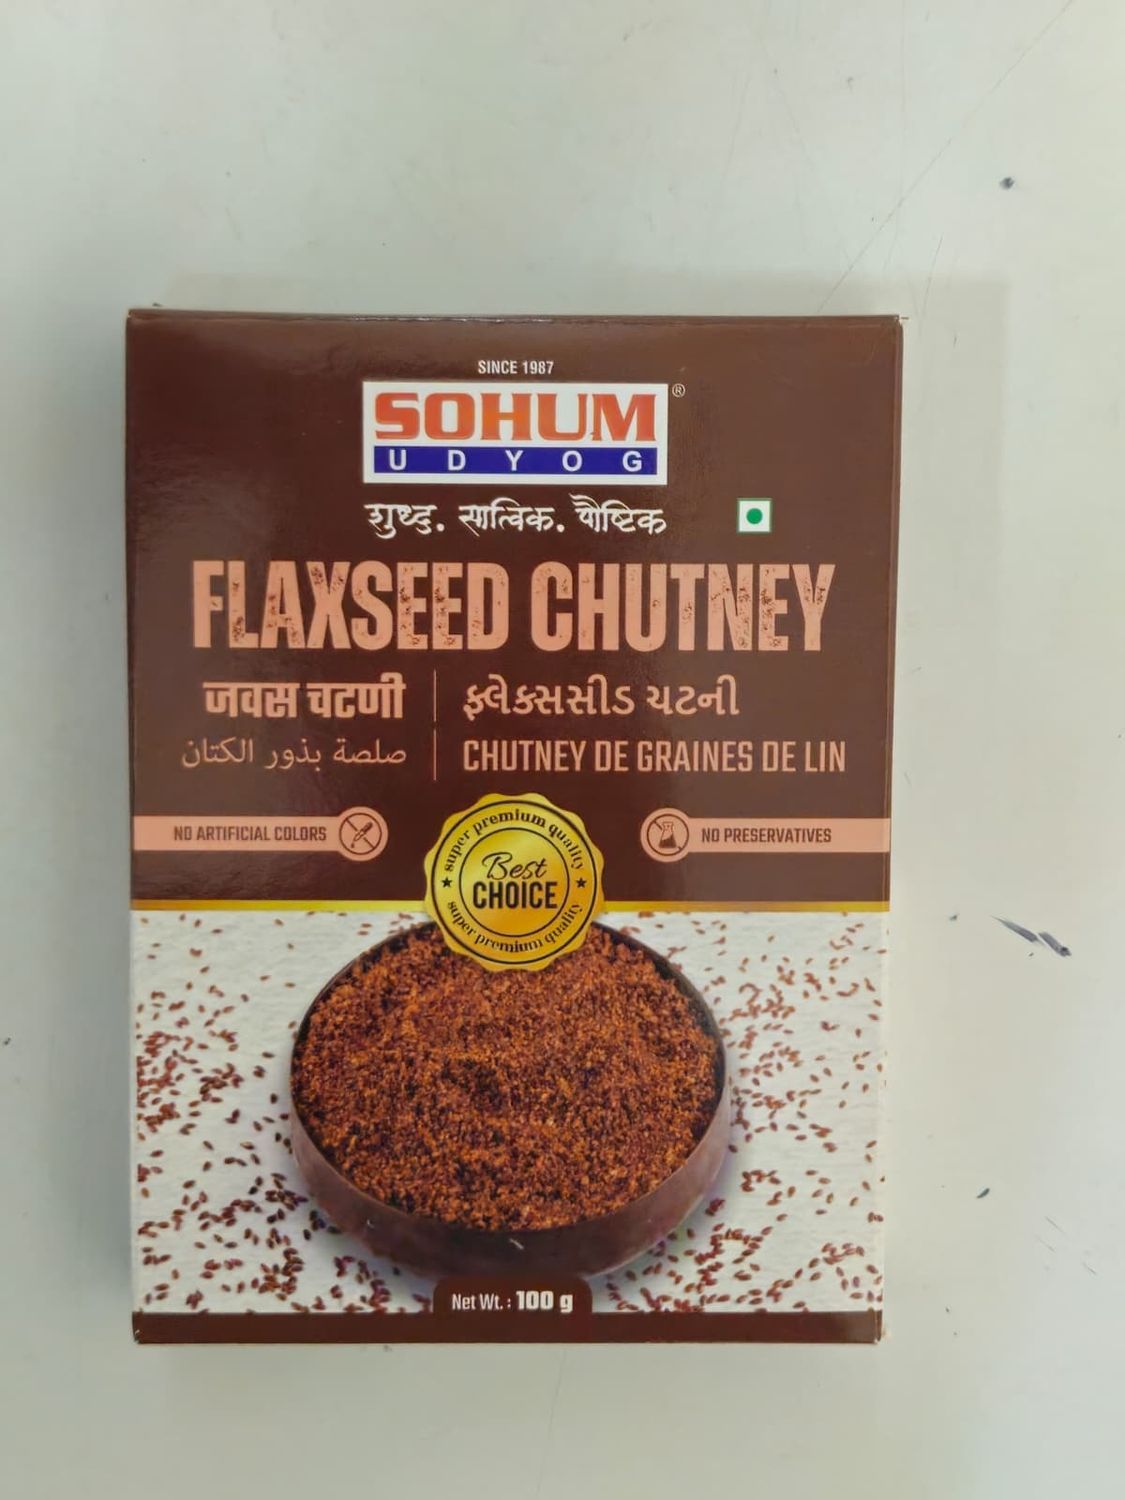 SINCE 1987
SOHUM ®
UDYOG
शुध्द. सात्विक. पौष्टिक
FLAXSEED CHUTNEY
जवस चटणी
ફ્લેક્સસીડ ચટની
صلصة بذور الكتان
CHUTNEY DE GRAINES DE LIN
NO ARTIFICIAL COLORS
NO PRESERVATIVES
super premium quality
Best
CHOICE
super premium quality
Net Wt. : 100 g